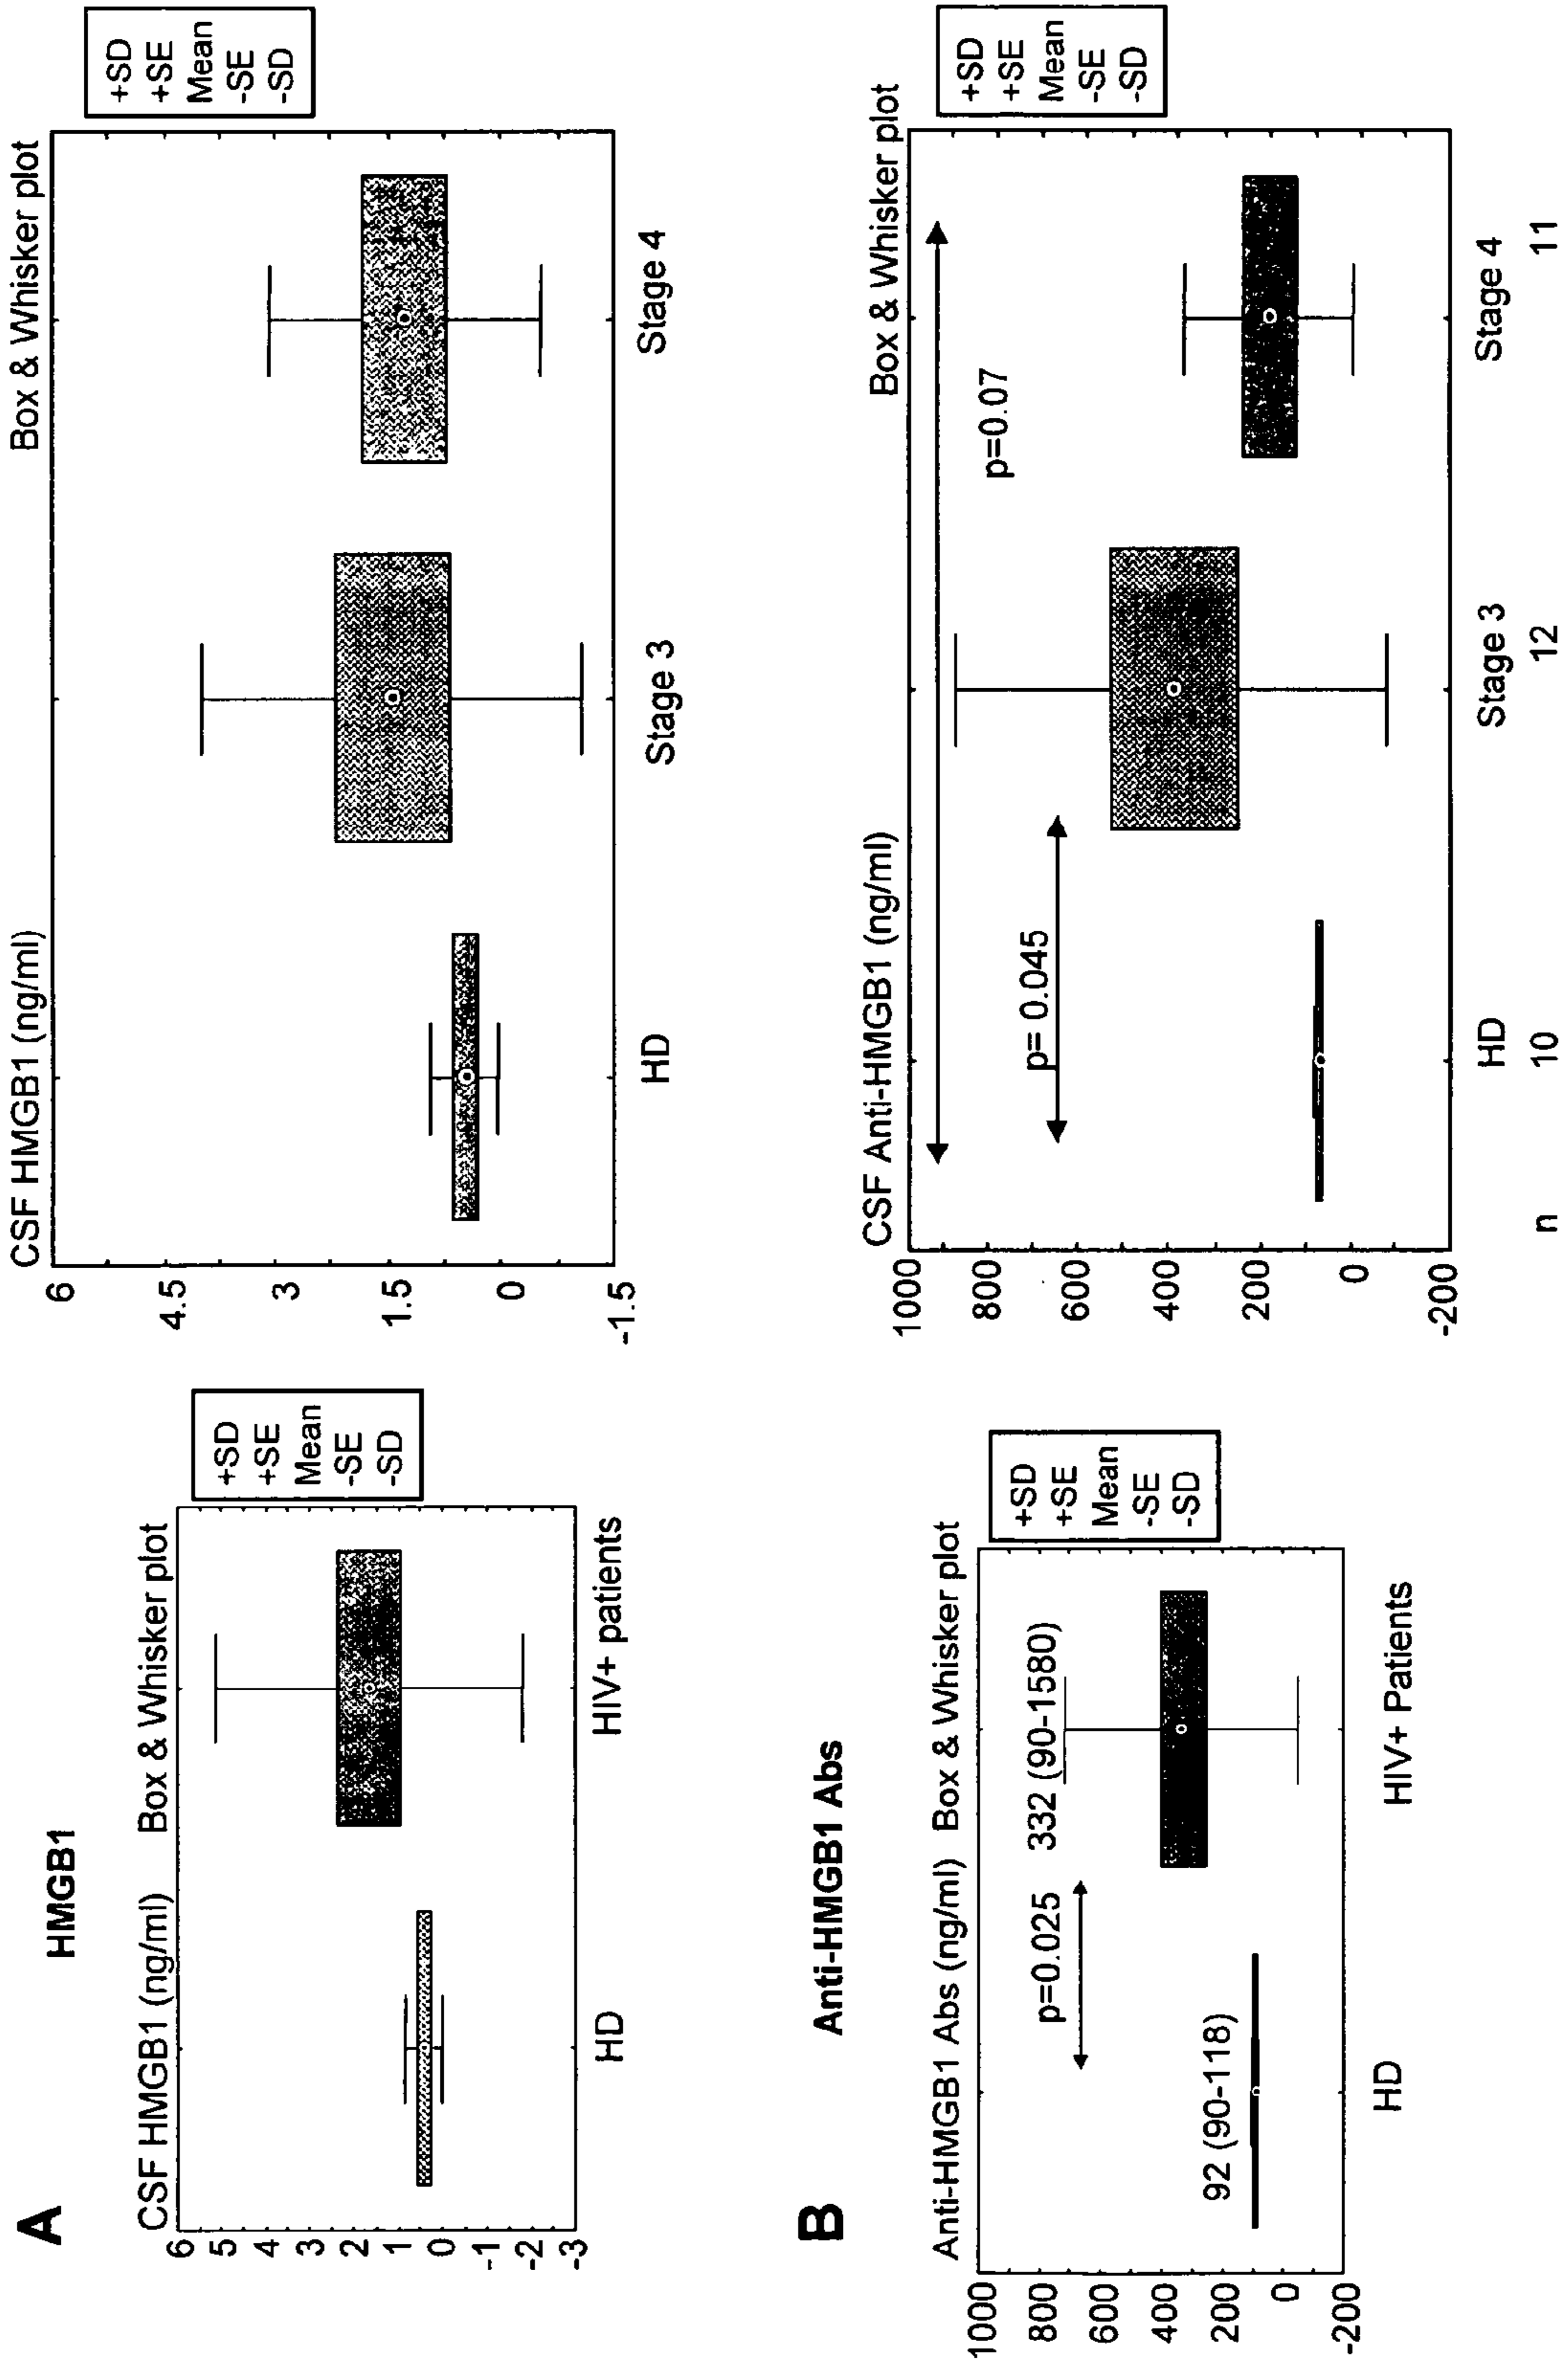 A
HMGB1
CSF HMGB1 (ng/ml) Box & Whisker plot
6
5
4
3
2
1
0
-1
-2
-3
HD HIV+ patients
+SD
+SE
Mean
-SE
-SD
CSF HMGB1 (ng/ml) Box & Whisker plot
6
4.5
3
1.5
0
-1.5
HD Stage 3 Stage 4
+SD
+SE
Mean
-SE
-SD
B
Anti-HMGB1 Abs
Anti-HMGB1 Abs (ng/ml) Box & Whisker plot
1000
800
600
400
200
0
-200
p=0.025 332 (90-1580)
92 (90-118)
HD HIV+ Patients
+SD
+SE
Mean
-SE
-SD
CSF Anti-HMGB1 (ng/ml) Box & Whisker plot
1000
800
600
400
200
0
-200
p=0.07
p= 0.045
HD Stage 3 Stage 4
n 10 12 11
+SD
+SE
Mean
-SE
-SD